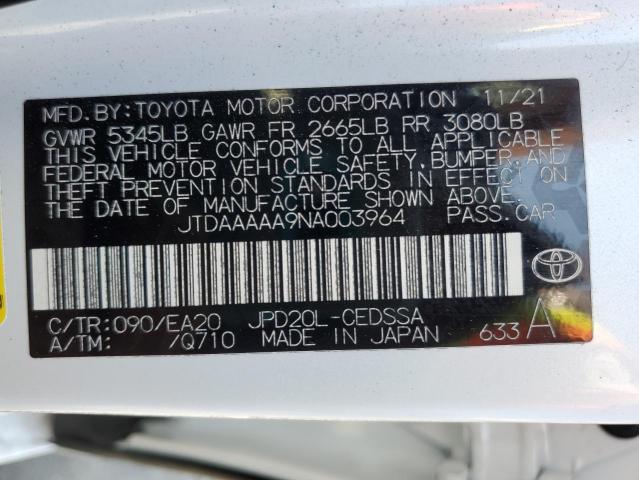 MFD. BY: TOYOTA MOTOR CORPORATION 11/21
GVWR 5345LB GAWR FR 2665LB RR 3080LB
THIS VEHICLE CONFORMS TO ALL APPLICABLE
FEDERAL MOTOR VEHICLE SAFETY, BUMPER, AND
THEFT PREVENTION STANDARDS IN EFFECT ON
THE DATE OF MANUFACTURE SHOWN ABOVE.
JTDAAAAA9NA003964 PASS. CAR
C/TR: 090/EA20 JPD20L-CEDSSA
A/TM: /Q710 MADE IN JAPAN 633 A